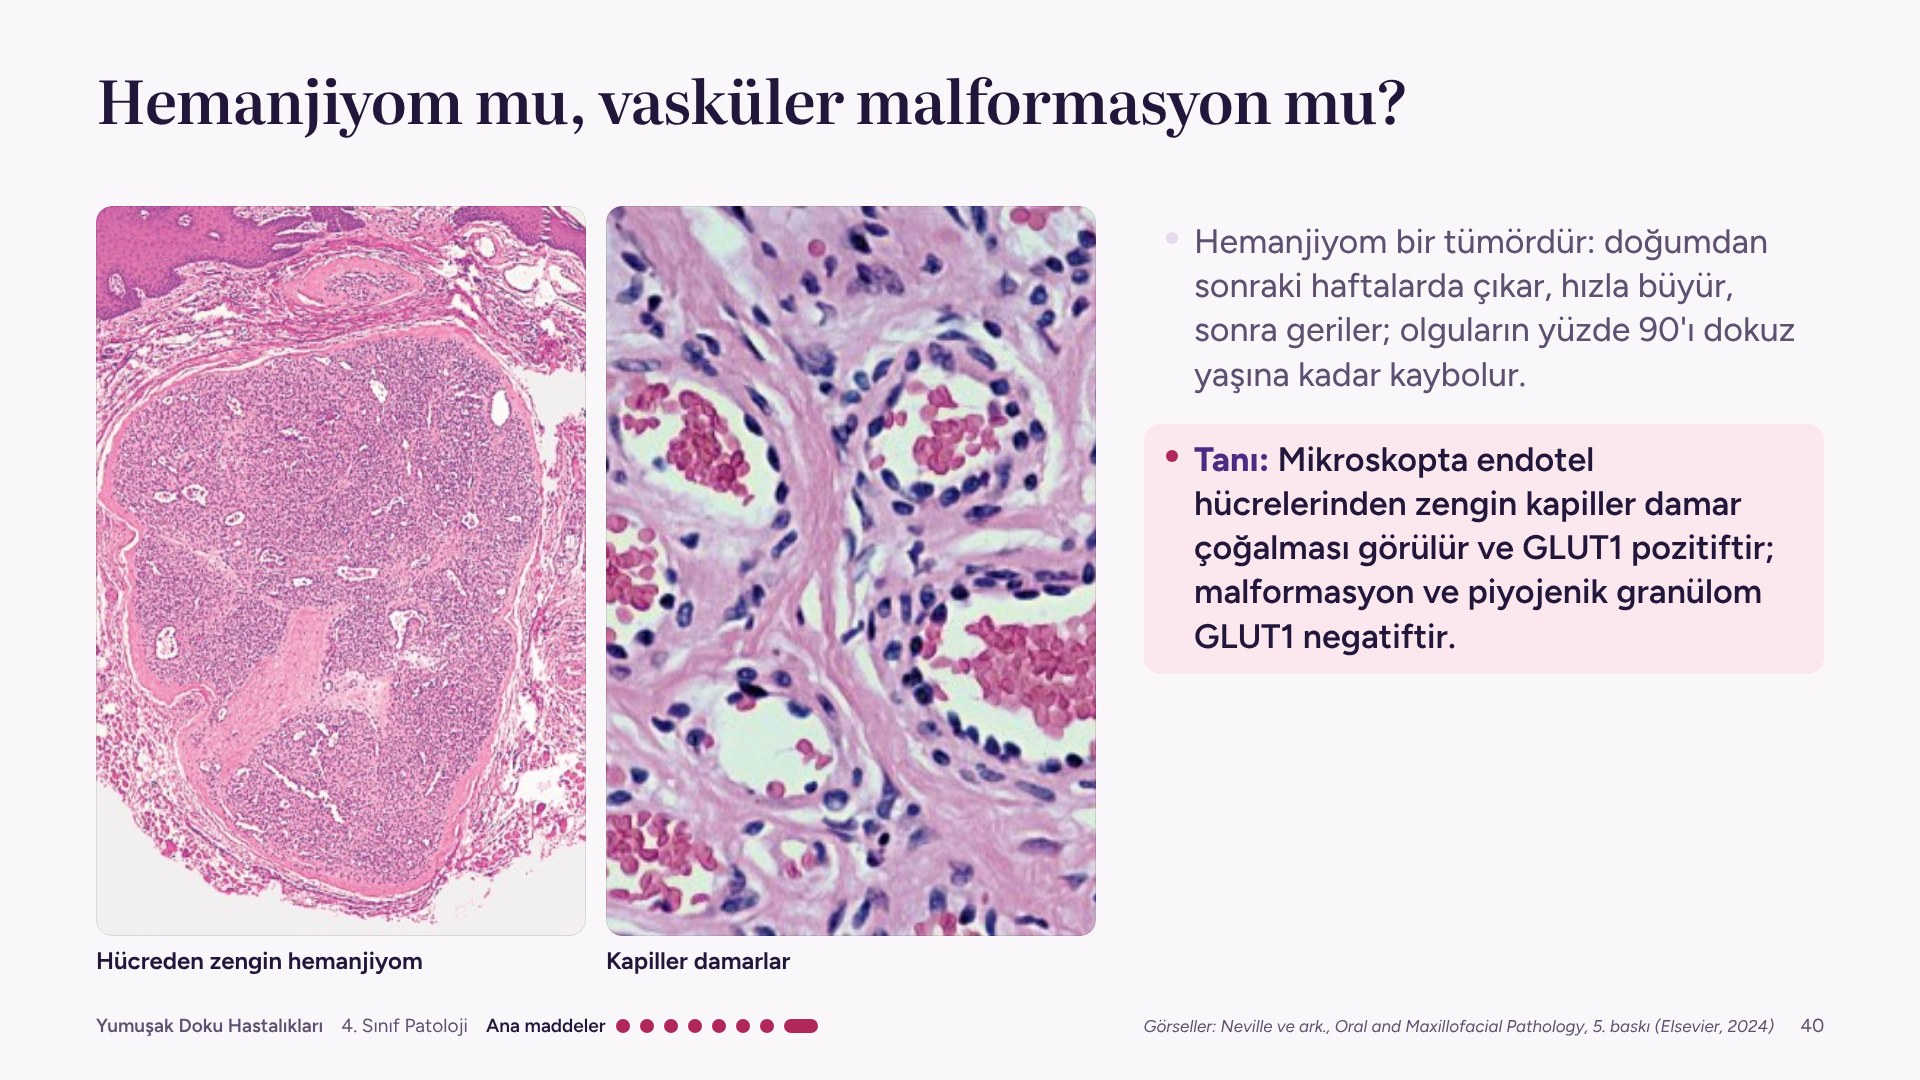 Hemanjiyom mu, vasküler malformasyon mu?
Hemanjiyom bir tümördür: doğumdan
sonraki haftalarda çıkar, hızla büyür,
sonra geriler; olguların yüzde 90'ı dokuz
yaşına kadar kaybolur.
Tanı: Mikroskopta endotel
hücrelerinden zengin kapiller damar
çoğalması görülür ve GLUT1 pozitiftir;
malformasyon ve piyojenik granülom
GLUT1 negatiftir.
Hücreden zengin hemanjiyom
Kapiller damarlar
Yumuşak Doku Hastalıkları 4. Sınıf Patoloji Ana maddeler
Görseller: Neville ve ark., Oral and Maxillofacial Pathology, 5. baskı (Elsevier, 2024) 40